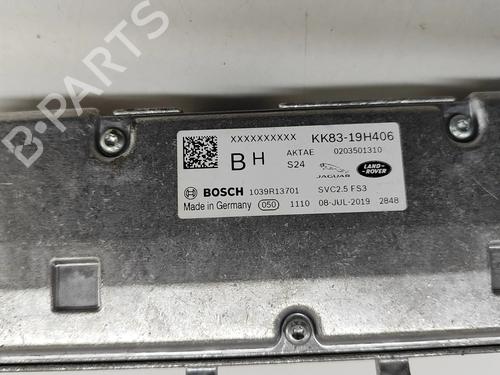 XXXXXXXXXX KK83-19H406
B H AKTAE 0203501310
S24 JAGUAR LAND-ROVER
BOSCH 1039R13701 SVC2.5 FS3
Made in Germany 050 1110 08-JUL-2019 2848
B-PARTS